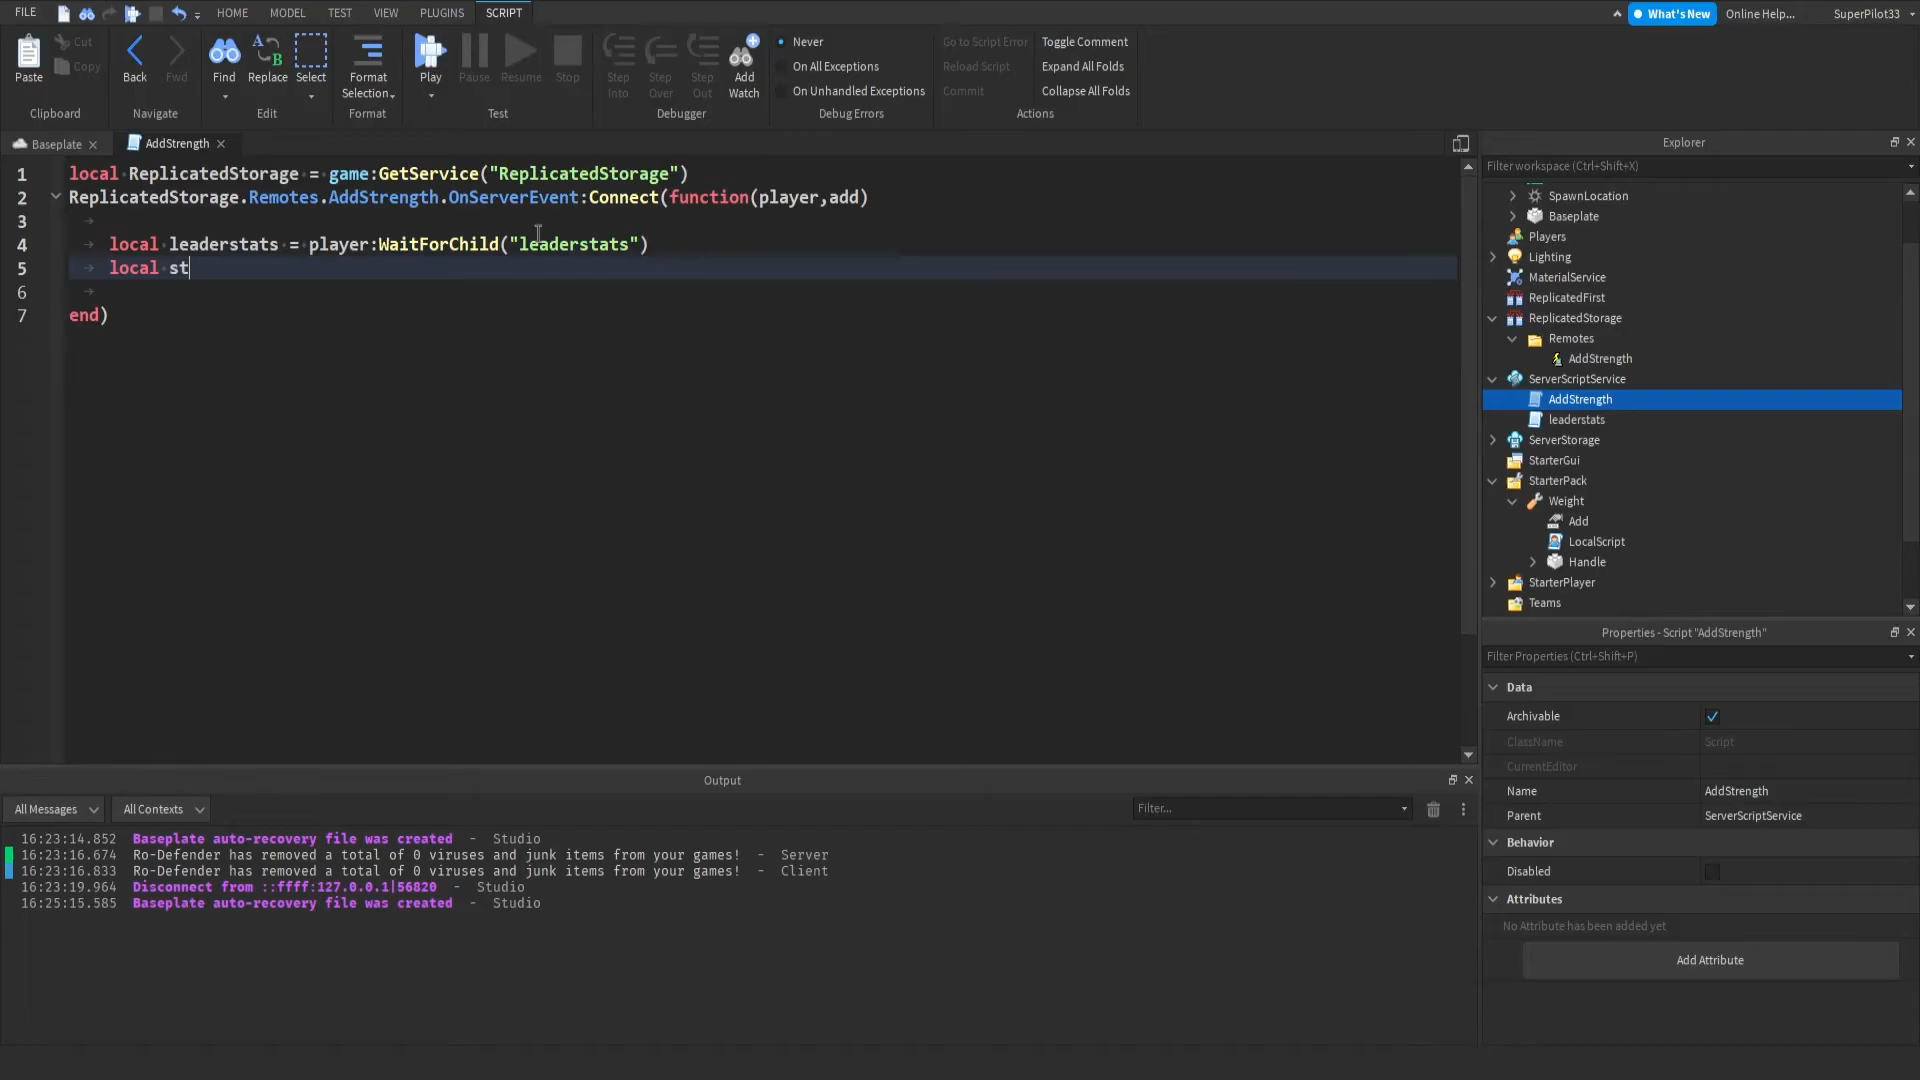 FILE HOME MODEL TEST VIEW PLUGINS SCRIPT What's New Online Help... SuperPilot33
Paste Cut Copy Clipboard
Back Fwd Navigate
Find Replace Select Edit
Format Selection Format
Play Pause Resume Stop Test
Step Into Step Over Step Out Add Watch Debugger
Never
On All Exceptions
On Unhandled Exceptions
Debug Errors
Go to Script Error Toggle Comment
Reload Script Expand All Folds
Commit Collapse All Folds
Actions
Baseplate AddStrength
1 local ReplicatedStorage = game:GetService("ReplicatedStorage")
2 ReplicatedStorage.Remotes.AddStrength.OnServerEvent:Connect(function(player,add)
3
4 local leaderstats = player:WaitForChild("leaderstats")
5 local st
6
7 end)
Explorer
Filter workspace (Ctrl+Shift+X)
SpawnLocation
Baseplate
Players
Lighting
MaterialService
ReplicatedFirst
ReplicatedStorage
Remotes
AddStrength
ServerScriptService
AddStrength
leaderstats
ServerStorage
StarterGui
StarterPack
Weight
Add
LocalScript
Handle
StarterPlayer
Teams
Properties - Script "AddStrength"
Filter Properties (Ctrl+Shift+P)
Data
Archivable
ClassName Script
CurrentEditor
Name AddStrength
Parent ServerScriptService
Behavior
Disabled
Attributes
No Attribute has been added yet
Add Attribute
Output
All Messages All Contexts Filter...
16:23:14.852 Baseplate auto-recovery file was created - Studio
16:23:16.674 Ro-Defender has removed a total of 0 viruses and junk items from your games! - Server
16:23:16.833 Ro-Defender has removed a total of 0 viruses and junk items from your games! - Client
16:23:19.964 Disconnect from ::ffff:127.0.0.1|56820 - Studio
16:25:15.585 Baseplate auto-recovery file was created - Studio